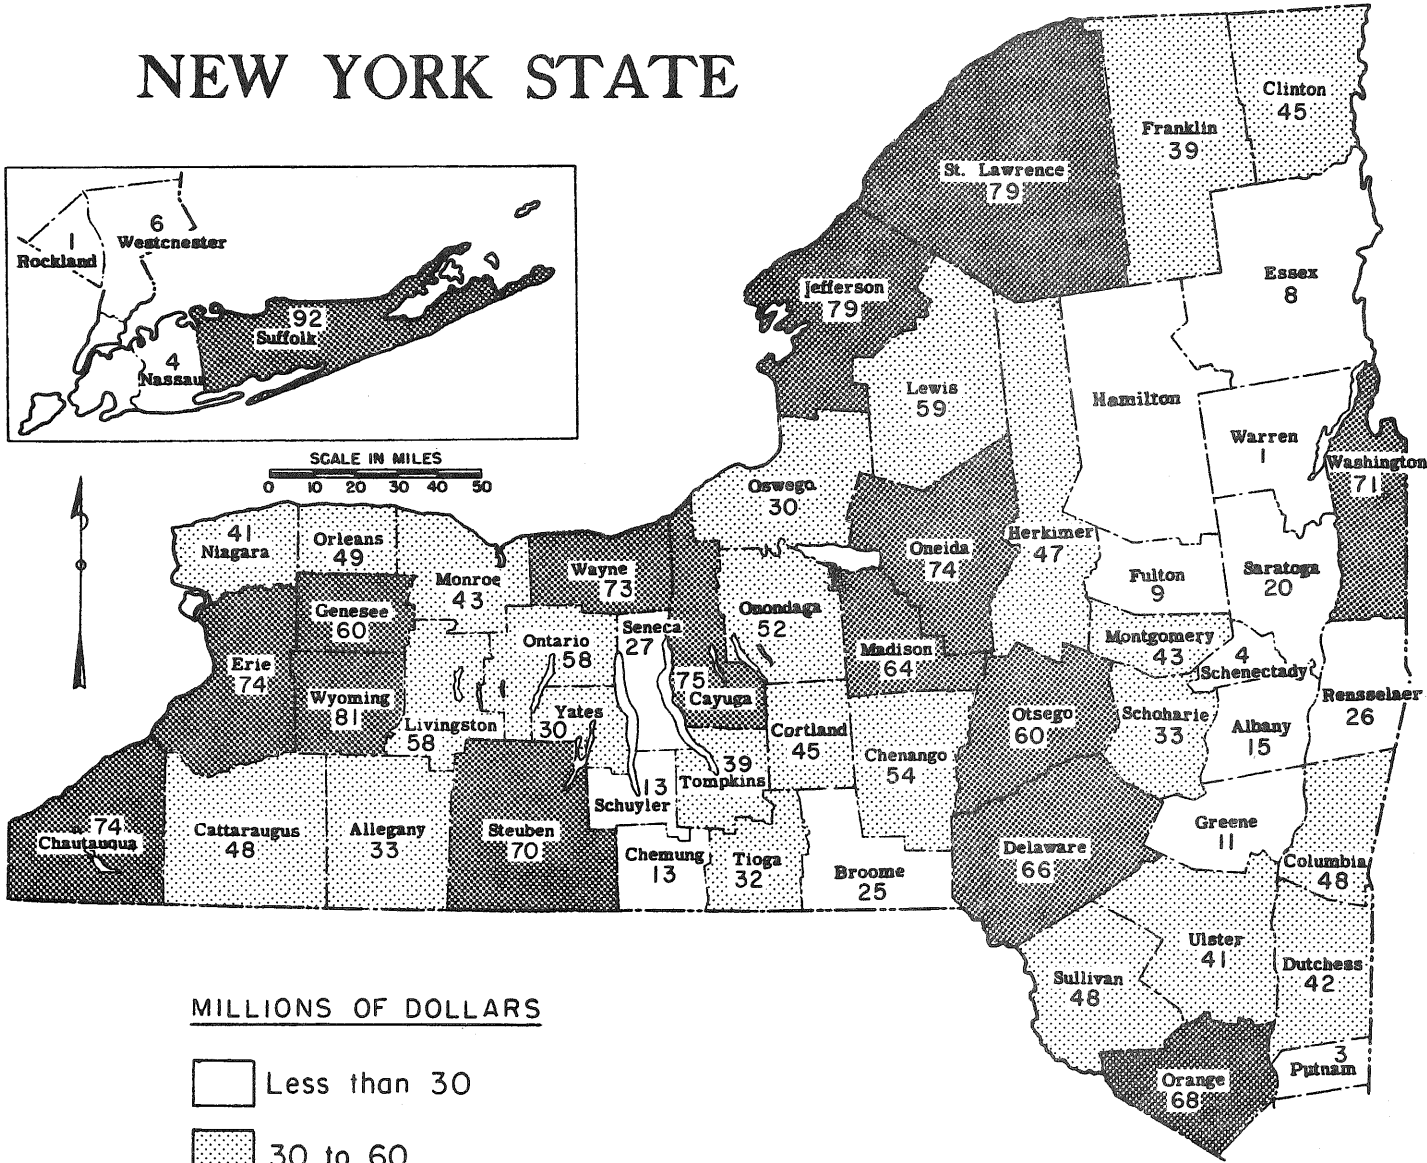 NEW YORK STATE
Clinton
45
Franklin
39
St. Lawrence
79
6
Westcnester
1
Rockland
Essex
8
Jefferson
79
92
Suffolk
4
Nassau
Lewis
59
Hamilton
Warren
1
Washington
71
SCALE IN MILES
0 10 20 30 40 50
Oswego
30
41
Niagara
Orleans
49
Monroe
43
Wayne
73
Oneida
74
Herkimer
47
Fulton
9
Saratoga
20
Genesee
60
Onondaga
52
Ontario
58
Seneca
27
Madison
64
Montgomery
43
4
Schenectady
Erie
74
Wyoming
81
Livingston
58
Yates
30
75
Cayuga
Cortland
45
Chenango
54
Otsego
60
Schoharie
33
Albany
15
Rensselaer
26
39
Tompkins
13
Schuyler
74
Chautauqua
Cattaraugus
48
Allegany
33
Steuben
70
Chemung
13
Tioga
32
Broome
25
Delaware
66
Greene
11
Columbia
48
Ulster
41
Sullivan
48
Dutchess
42
3
Putnam
Orange
68
MILLIONS OF DOLLARS
Less than 30
30 to 60